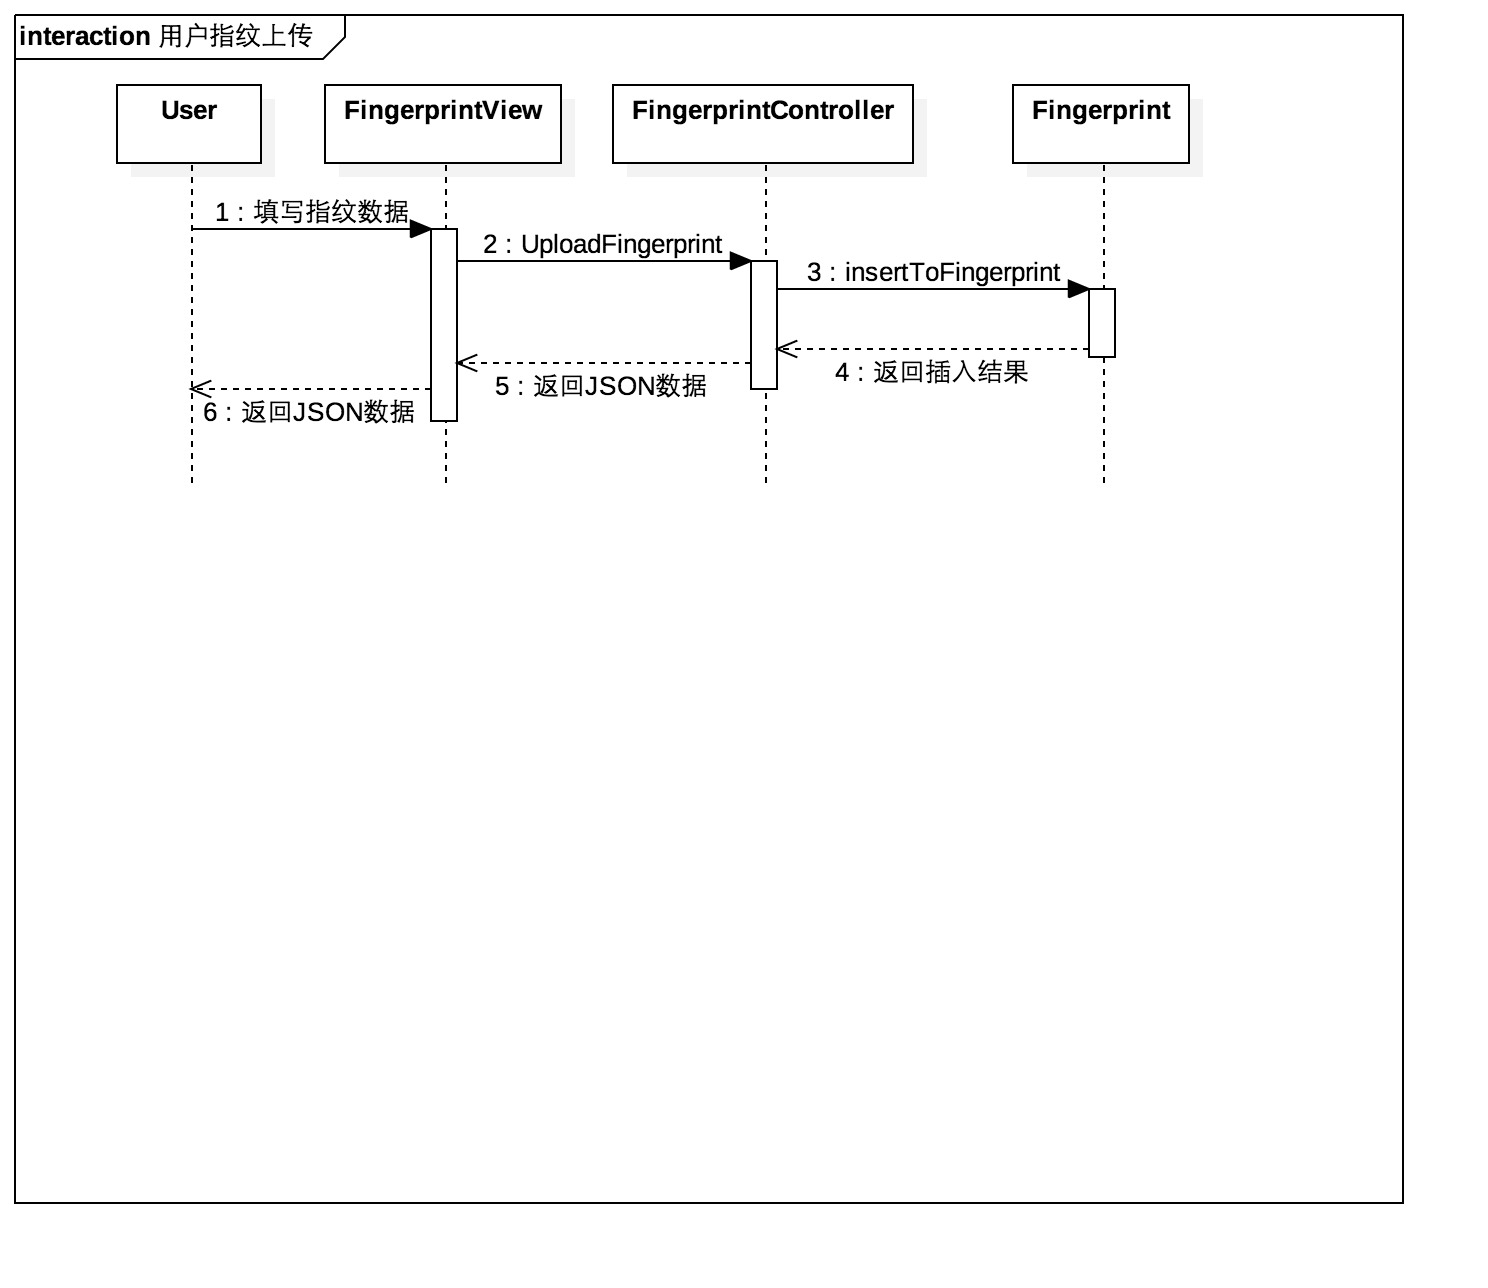 interaction 用户指纹上传
User
FingerprintView
FingerprintController
Fingerprint
1 : 填写指纹数据
2 : UploadFingerprint
3 : insertToFingerprint
4 : 返回插入结果
5 : 返回JSON数据
6 : 返回JSON数据